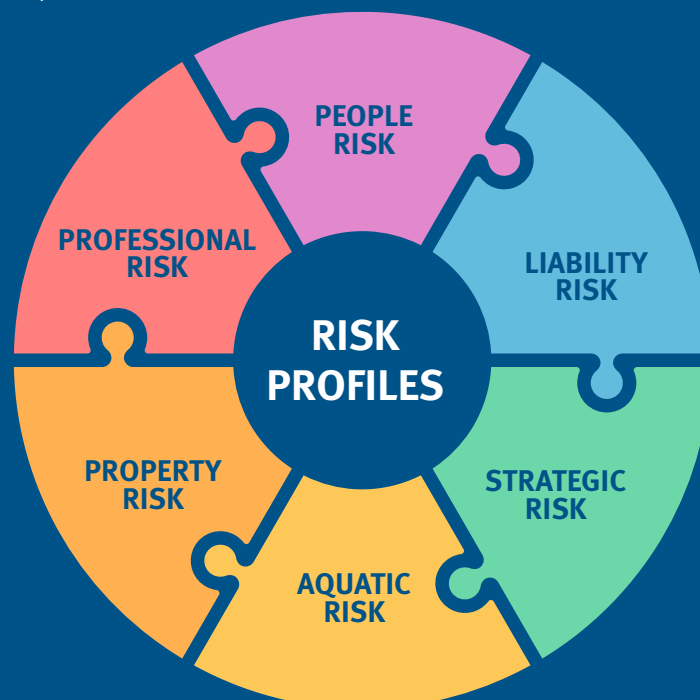 PEOPLE
RISK
LIABILITY
RISK
STRATEGIC
RISK
AQUATIC
RISK
PROPERTY
RISK
PROFESSIONAL
RISK
RISK
PROFILES